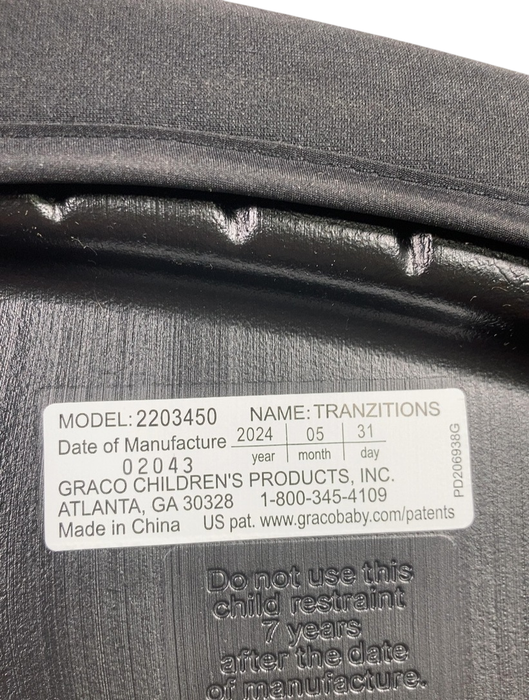 MODEL: 2203450 NAME: TRANZITIONS
Date of Manufacture 2024 05 31
year month day
02043
GRACO CHILDREN'S PRODUCTS, INC.
ATLANTA, GA 30328 1-800-345-4109
Made in China US pat. www.gracobaby.com/patents
PD206938G
Do not use this
child restraint
7 years
after the date
of manufacture.